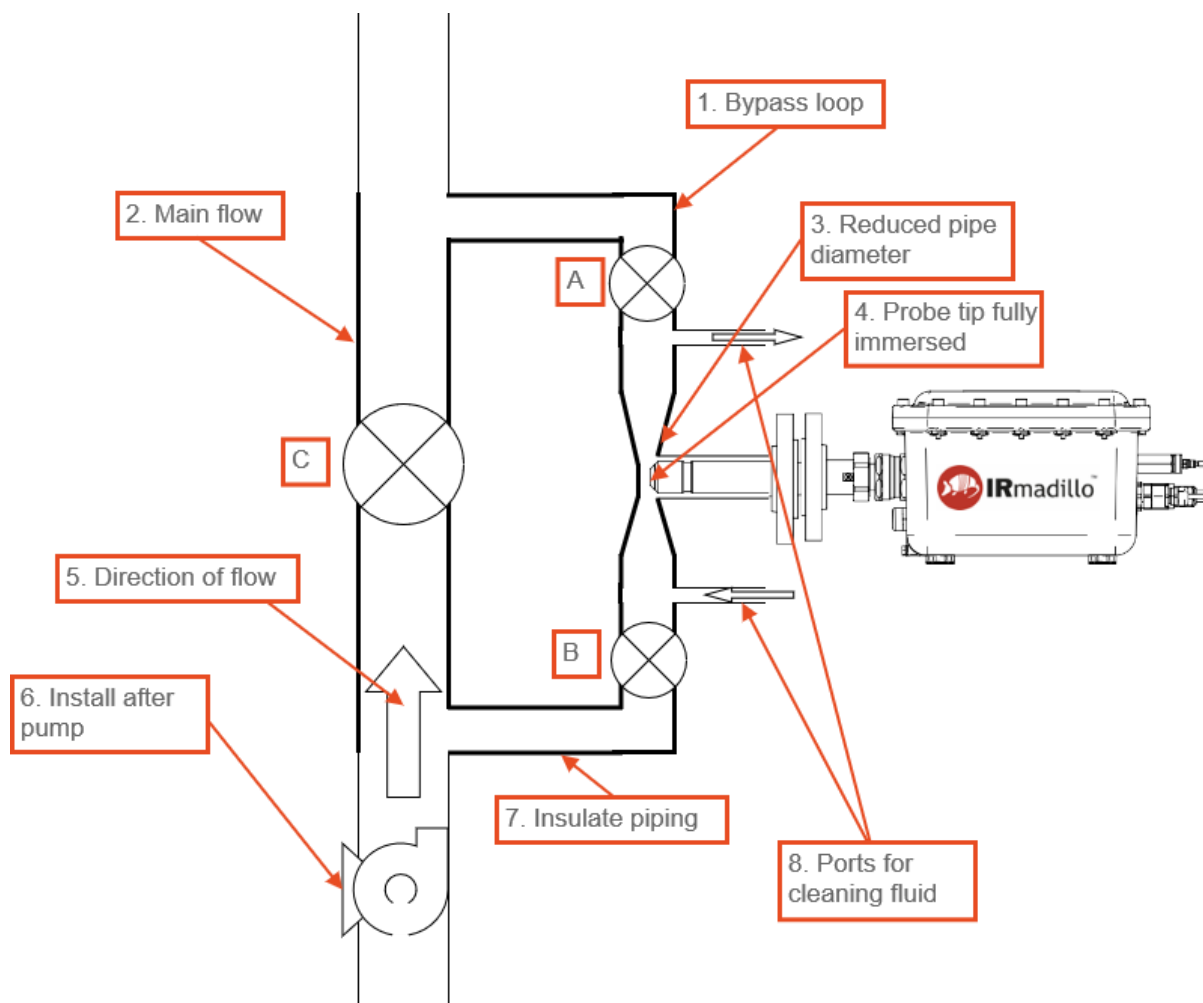 1. Bypass loop
2. Main flow
3. Reduced pipe
diameter
A
4. Probe tip fully
immersed
C
IRmadillo™
5. Direction of flow
B
6. Install after
pump
7. Insulate piping
8. Ports for
cleaning fluid